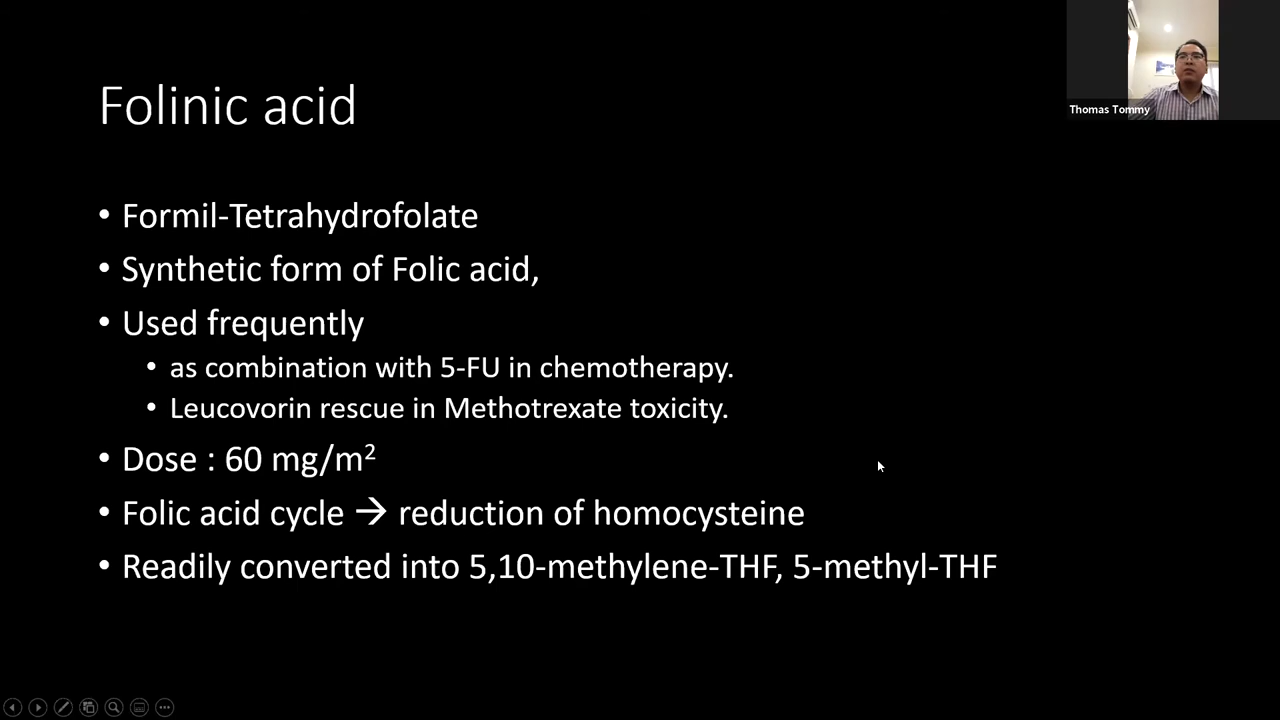 Folinic acid
Thomas Tommy
• Formil-Tetrahydrofolate
• Synthetic form of Folic acid,
• Used frequently
• as combination with 5-FU in chemotherapy.
• Leucovorin rescue in Methotrexate toxicity.
• Dose : 60 mg/m²
• Folic acid cycle → reduction of homocysteine
• Readily converted into 5,10-methylene-THF, 5-methyl-THF